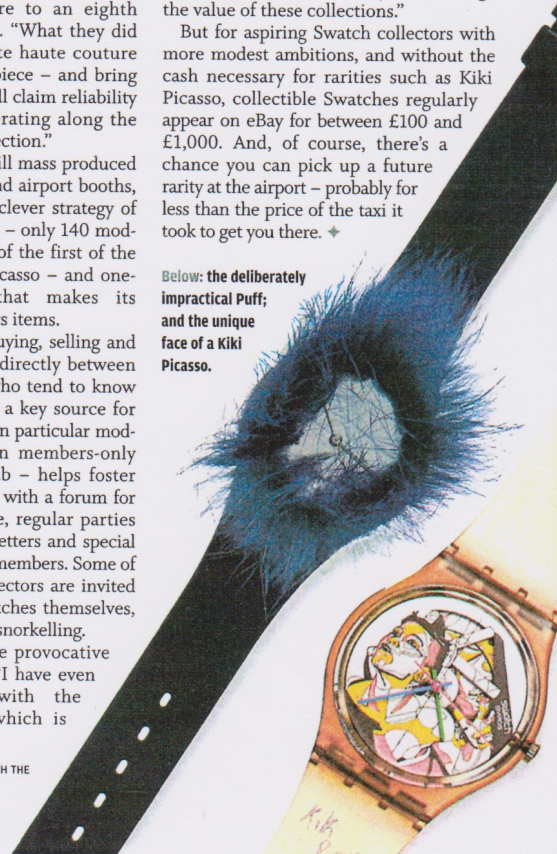 re to an eighth
. “What they did
te haute couture
piece – and bring
ll claim reliability
erating along the
ection.”
ill mass produced
nd airport booths,
clever strategy of
– only 140 mod-
of the first of the
casso – and one-
that makes its
s items.
uying, selling and
directly between
ho tend to know
a key source for
n particular mod-
n members-only
b – helps foster
with a forum for
e, regular parties
etters and special
members. Some of
ectors are invited
tches themselves,
snorkelling.
e provocative
“I have even
with the
which is
H THE
the value of these collections.”
But for aspiring Swatch collectors with
more modest ambitions, and without the
cash necessary for rarities such as Kiki
Picasso, collectible Swatches regularly
appear on eBay for between £100 and
£1,000. And, of course, there’s a
chance you can pick up a future
rarity at the airport – probably for
less than the price of the taxi it
took to get you there. ✦
Below: the deliberately
impractical Puff;
and the unique
face of a Kiki
Picasso.
swatch
KiK